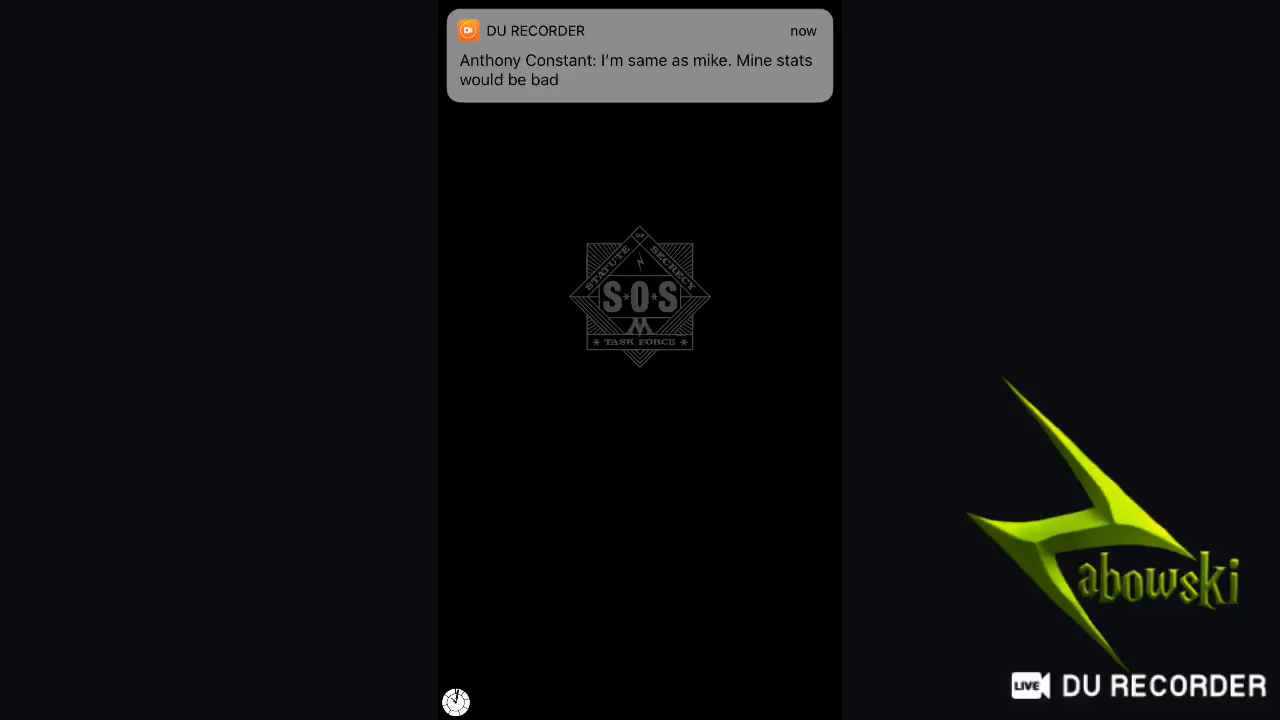 DU RECORDER now
Anthony Constant: I'm same as mike. Mine stats
would be bad
STATUTE OF SECRECY
S*O*S
M
* TASK FORCE *
abowski
LIVE DU RECORDER